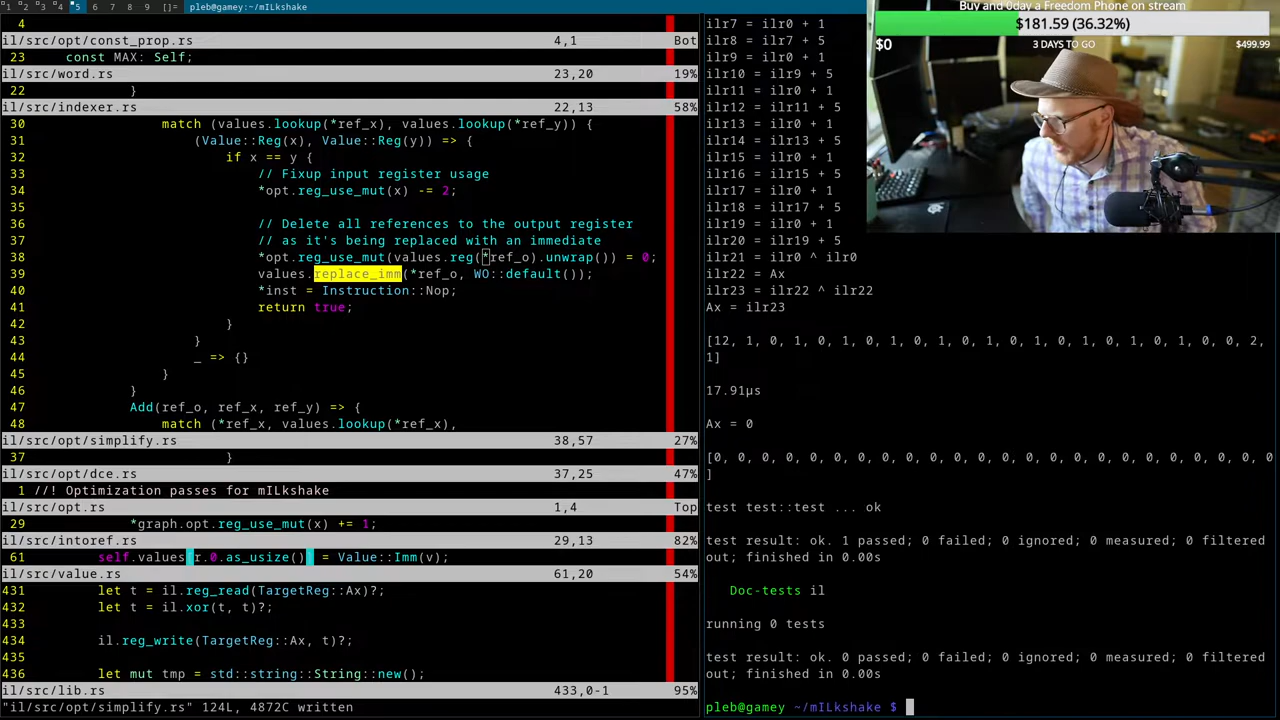 1 2 3 4 5 6 7 8 9 []= pleb@gamey:~/mILkshake
4
il/src/opt/const_prop.rs 4,1 Bot
23 const MAX: Self;
il/src/word.rs 23,20 19%
22 }
il/src/indexer.rs 22,13 58%
30 match (values.lookup(*ref_x), values.lookup(*ref_y)) {
31 (Value::Reg(x), Value::Reg(y)) => {
32 if x == y {
33 // Fixup input register usage
34 *opt.reg_use_mut(x) -= 2;
35
36 // Delete all references to the output register
37 // as it's being replaced with an immediate
38 *opt.reg_use_mut(values.reg(*ref_o).unwrap()) = 0;
39 values.replace_imm(*ref_o, WO::default());
40 *inst = Instruction::Nop;
41 return true;
42 }
43 }
44 _ => {}
45 }
46 }
47 Add(ref_o, ref_x, ref_y) => {
48 match (*ref_x, values.lookup(*ref_x),
il/src/opt/simplify.rs 38,57 27%
37 }
il/src/opt/dce.rs 37,25 47%
1 //! Optimization passes for mILkshake
il/src/opt.rs 1,4 Top
29 *graph.opt.reg_use_mut(x) += 1;
il/src/intoref.rs 29,13 82%
61 self.values[r.0.as_usize()] = Value::Imm(v);
il/src/value.rs 61,20 54%
431 let t = il.reg_read(TargetReg::Ax)?;
432 let t = il.xor(t, t)?;
433
434 il.reg_write(TargetReg::Ax, t)?;
435
436 let mut tmp = std::string::String::new();
il/src/lib.rs 433,0-1 95%
"il/src/opt/simplify.rs" 124L, 4872C written
ilr7 = ilr0 + 1
ilr8 = ilr7 + 5
ilr9 = ilr0 + 1
ilr10 = ilr9 + 5
ilr11 = ilr0 + 1
ilr12 = ilr11 + 5
ilr13 = ilr0 + 1
ilr14 = ilr13 + 5
ilr15 = ilr0 + 1
ilr16 = ilr15 + 5
ilr17 = ilr0 + 1
ilr18 = ilr17 + 5
ilr19 = ilr0 + 1
ilr20 = ilr19 + 5
ilr21 = ilr0 ^ ilr0
ilr22 = Ax
ilr23 = ilr22 ^ ilr22
Ax = ilr23
[12, 1, 0, 1, 0, 1, 0, 1, 0, 1, 0, 1, 0, 1, 0, 1, 0, 1, 0, 1, 0, 0, 2,
1]
17.91µs
Ax = 0
[0, 0, 0, 0, 0, 0, 0, 0, 0, 0, 0, 0, 0, 0, 0, 0, 0, 0, 0, 0, 0, 0, 0, 0
]
test test::test ... ok
test result: ok. 1 passed; 0 failed; 0 ignored; 0 measured; 0 filtered
out; finished in 0.00s
Doc-tests il
running 0 tests
test result: ok. 0 passed; 0 failed; 0 ignored; 0 measured; 0 filtered
out; finished in 0.00s
pleb@gamey ~/mILkshake $
Buy and 0day a Freedom Phone on stream
$181.59 (36.32%)
$0 3 DAYS TO GO $499.99